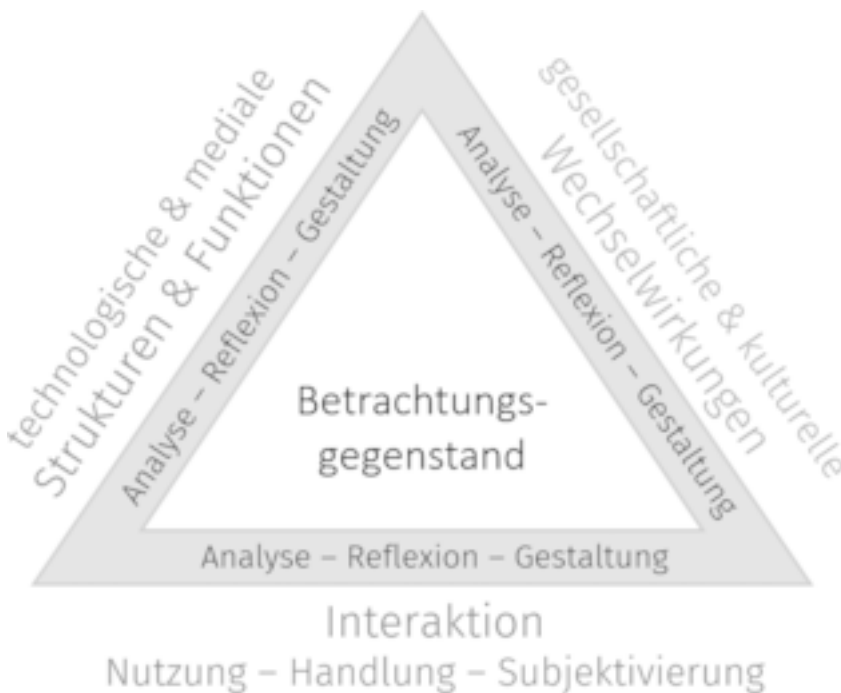 technologische & mediale
Strukturen & Funktionen
Analyse – Reflexion – Gestaltung
gesellschaftliche & kulturelle
Wechselwirkungen
Analyse – Reflexion – Gestaltung
Betrachtungs-
gegenstand
Analyse – Reflexion – Gestaltung
Interaktion
Nutzung – Handlung – Subjektivierung